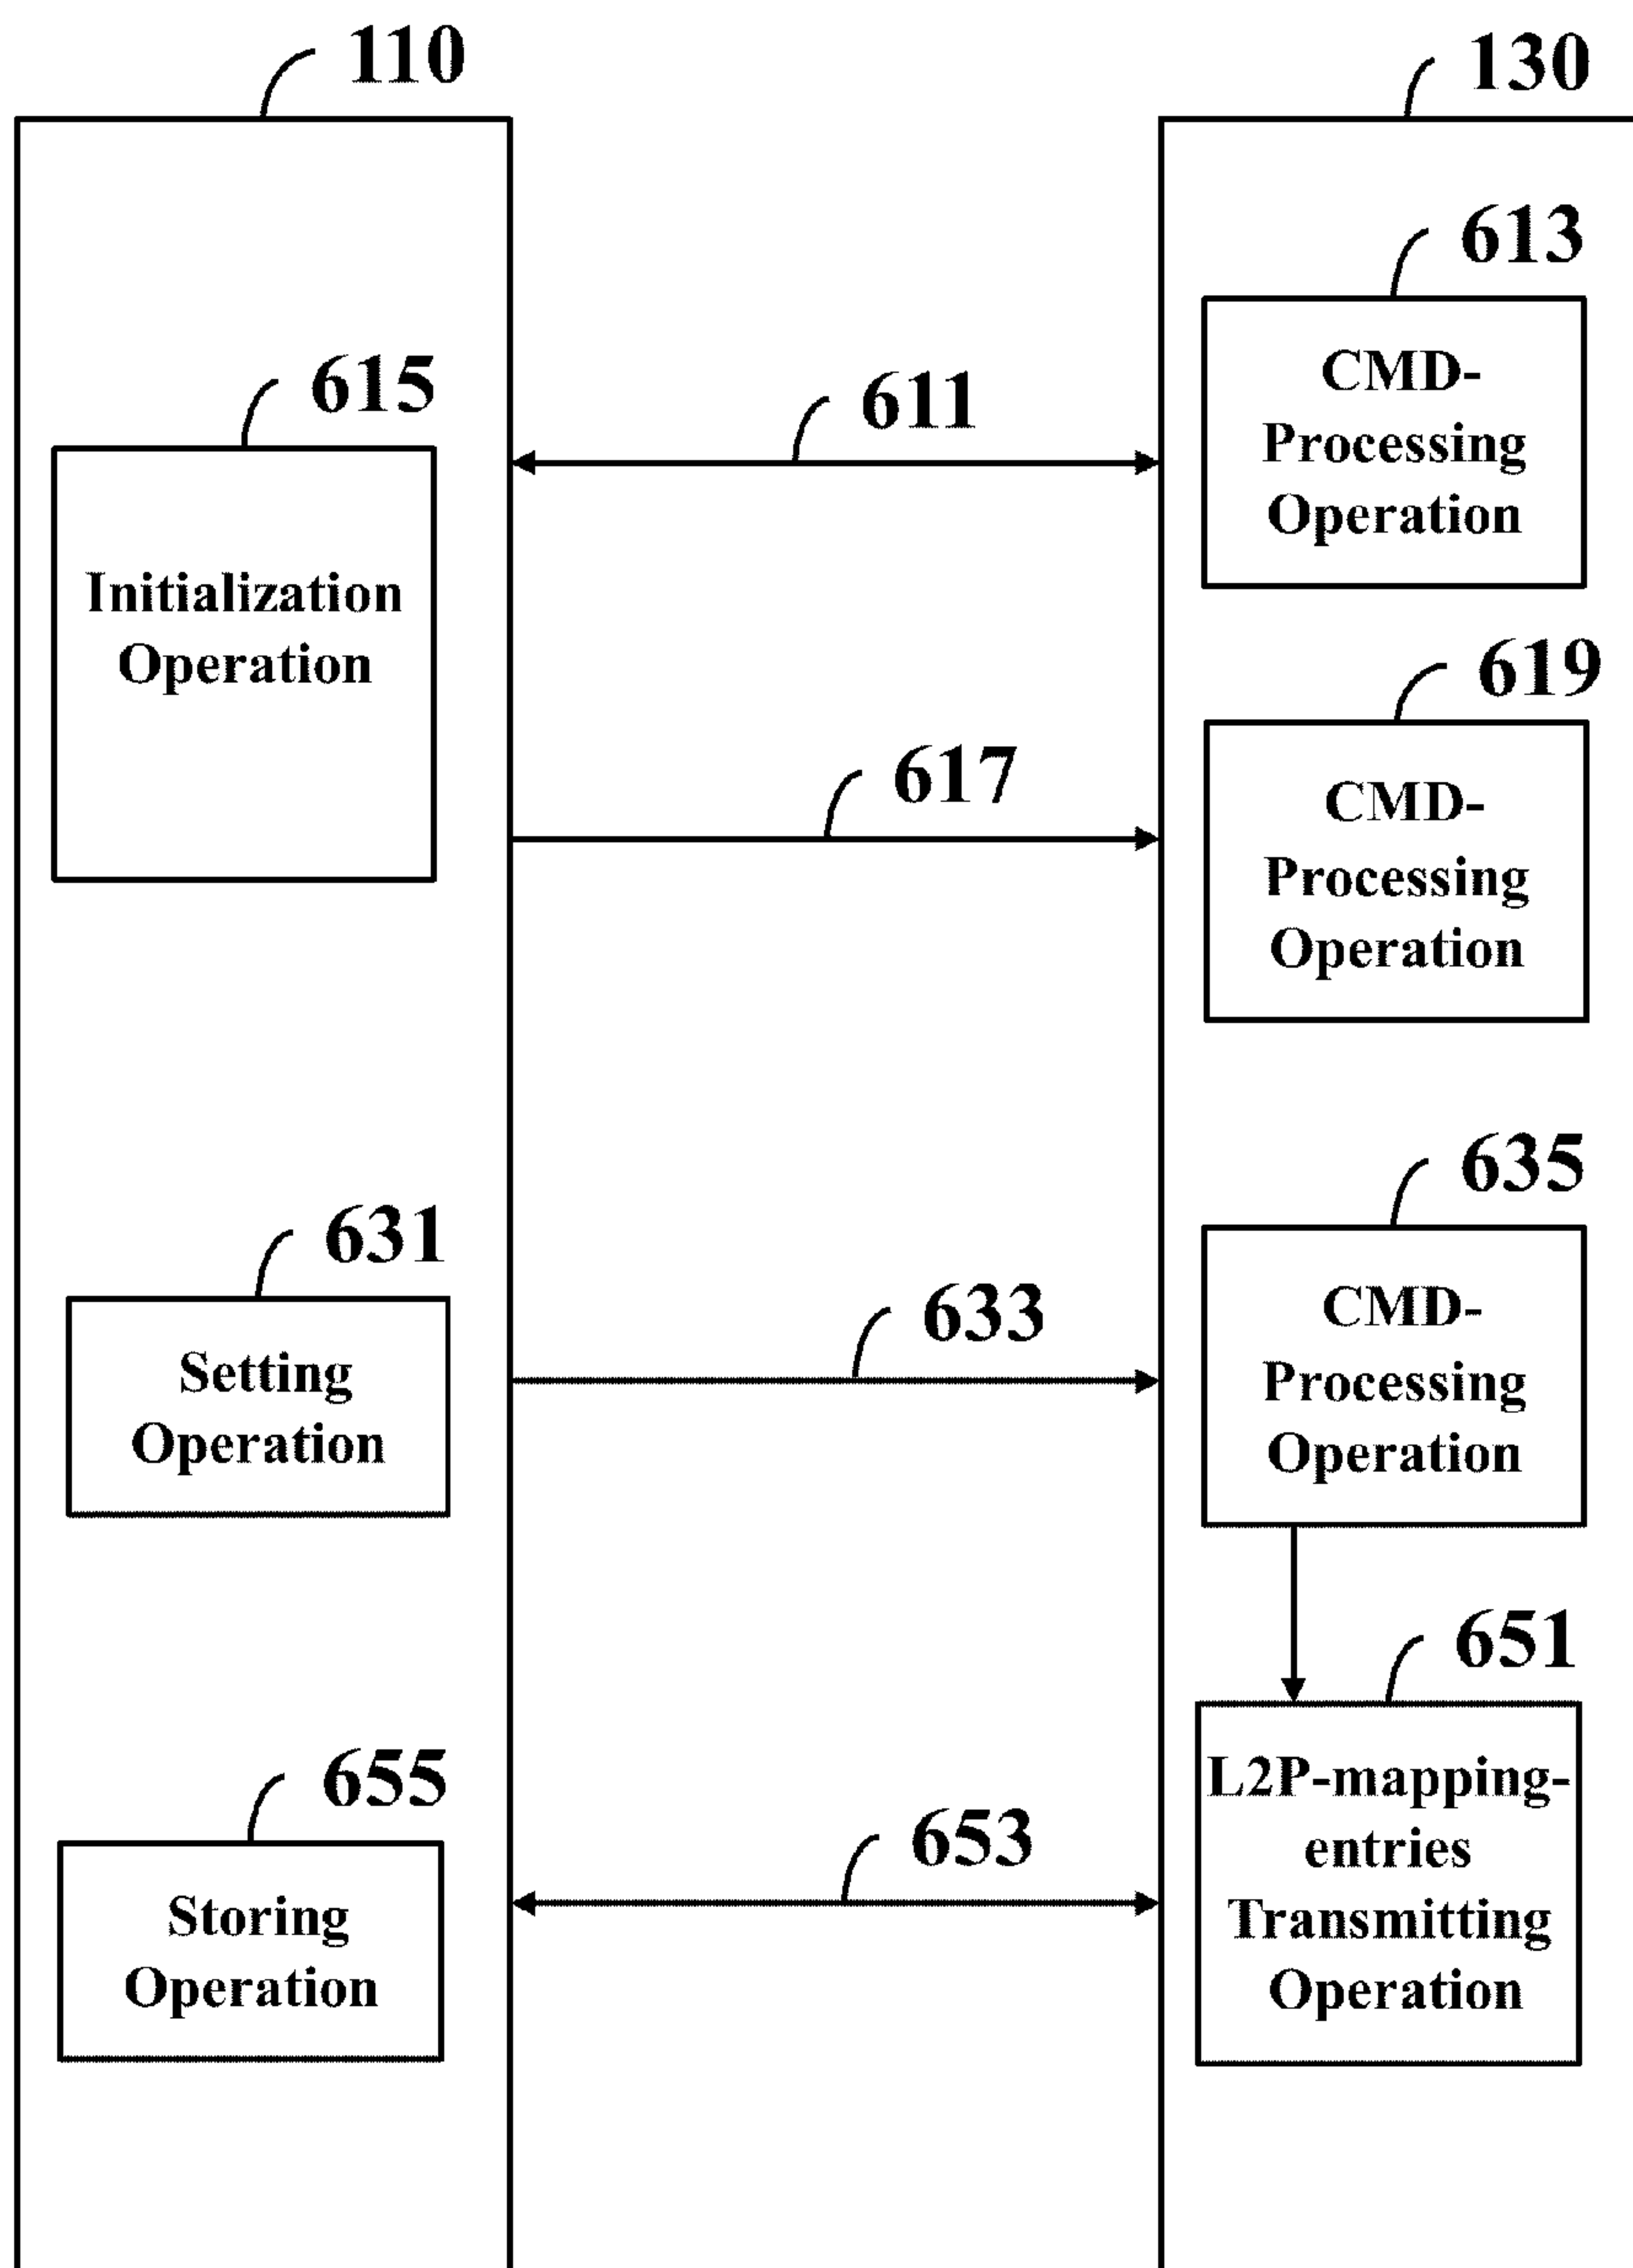 110
130
613
CMD-
Processing
Operation
615
Initialization
Operation
611
619
CMD-
Processing
Operation
617
635
CMD-
Processing
Operation
631
Setting
Operation
633
651
L2P-mapping-
entries
Transmitting
Operation
655
Storing
Operation
653